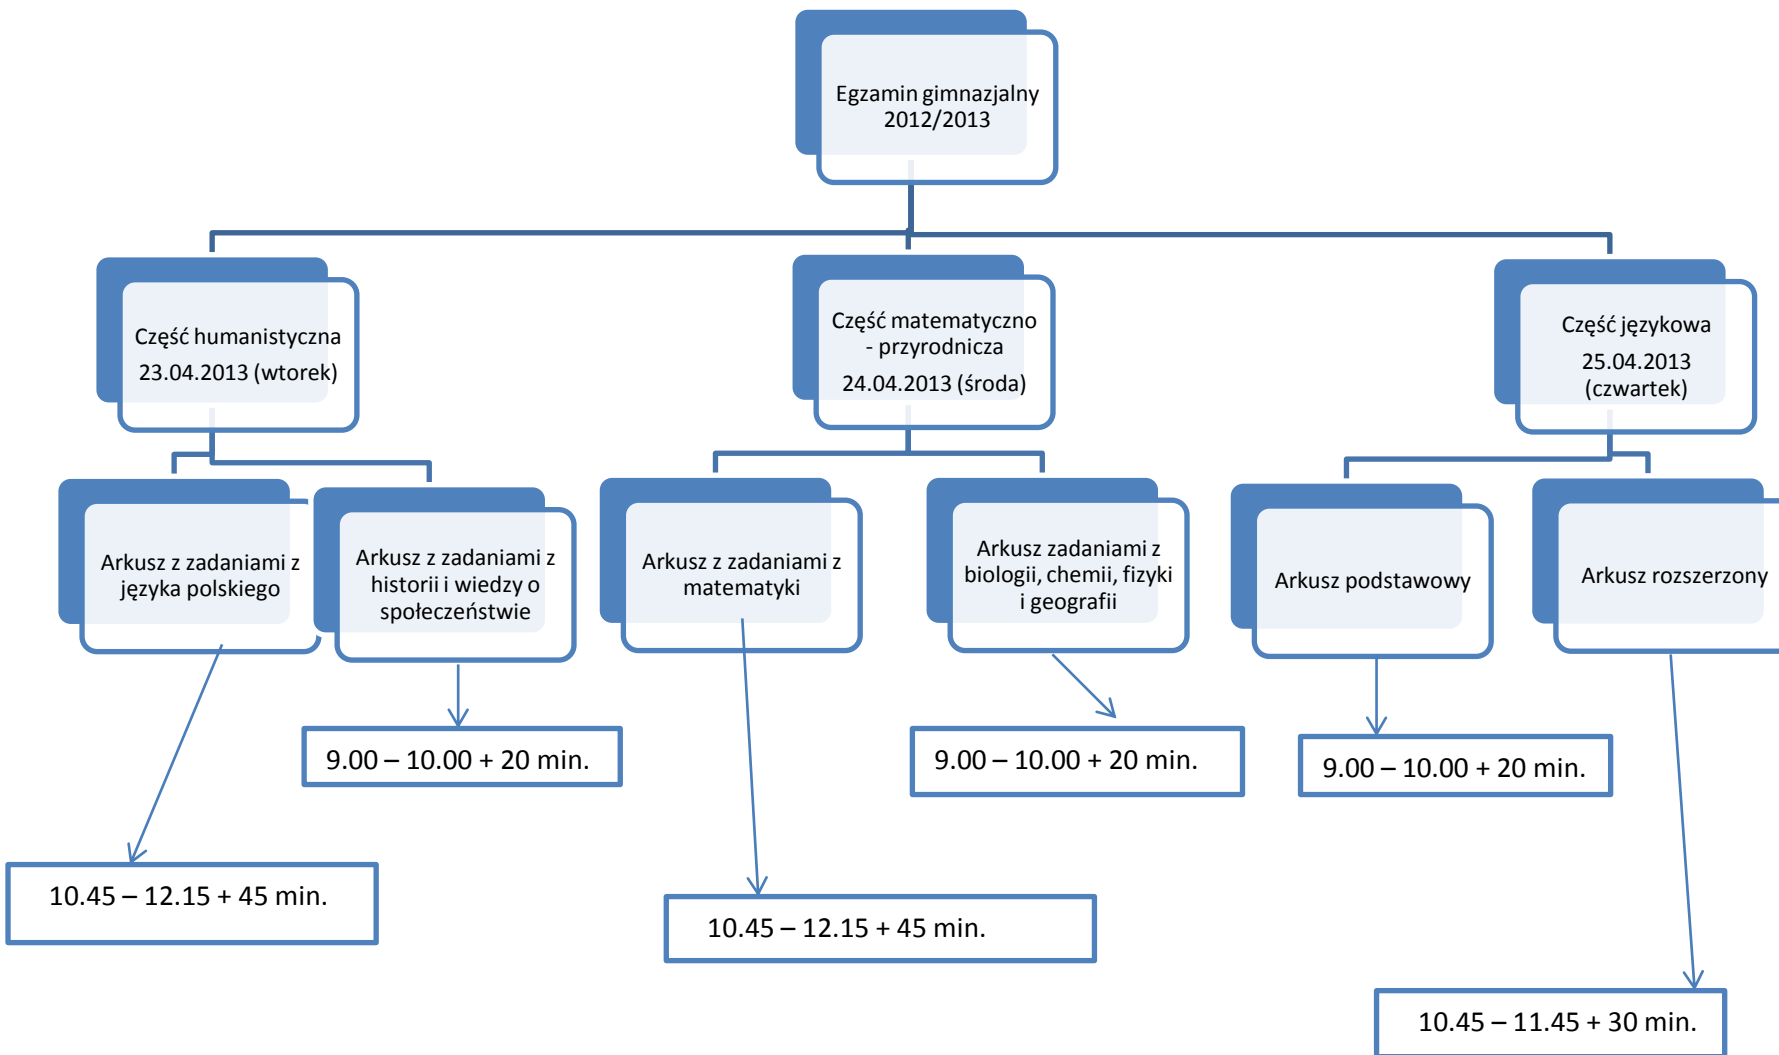 Egzamin gimnazjalny
2012/2013
Część humanistyczna
23.04.2013 (wtorek)
Część matematyczno
- przyrodnicza
24.04.2013 (środa)
Część językowa
25.04.2013
(czwartek)
Arkusz z zadaniami z
języka polskiego
Arkusz z zadaniami z
historii i wiedzy o
społeczeństwie
Arkusz z zadaniami z
matematyki
Arkusz zadaniami z
biologii, chemii, fizyki
i geografii
Arkusz podstawowy
Arkusz rozszerzony
9.00 – 10.00 + 20 min.
9.00 – 10.00 + 20 min.
9.00 – 10.00 + 20 min.
10.45 – 12.15 + 45 min.
10.45 – 12.15 + 45 min.
10.45 – 11.45 + 30 min.